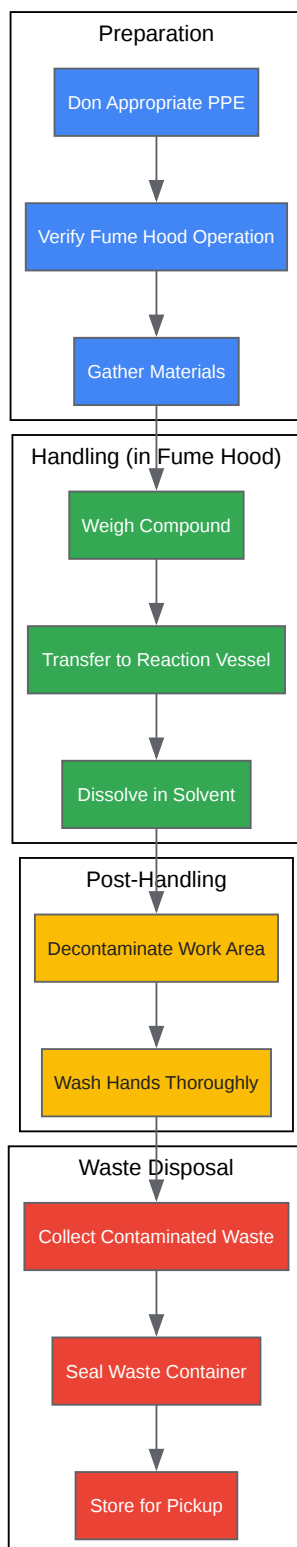 Preparation
Don Appropriate PPE
Verify Fume Hood Operation
Gather Materials
Handling (in Fume Hood)
Weigh Compound
Transfer to Reaction Vessel
Dissolve in Solvent
Post-Handling
Decontaminate Work Area
Wash Hands Thoroughly
Waste Disposal
Collect Contaminated Waste
Seal Waste Container
Store for Pickup